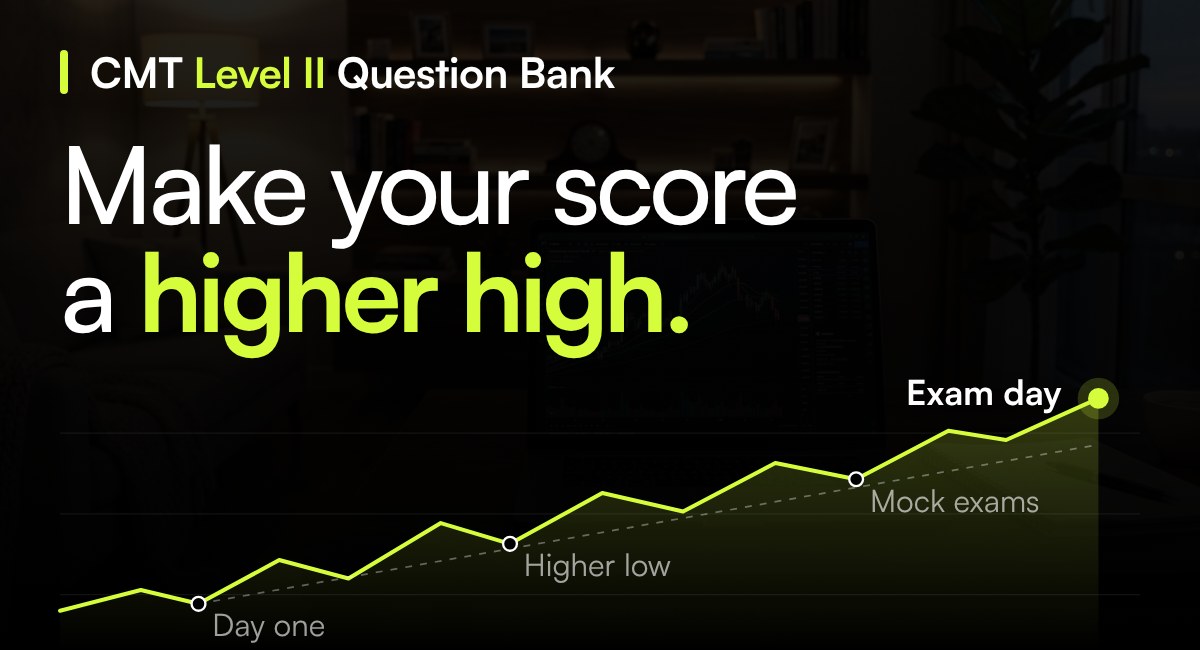 CMT Level II Question Bank
Make your score
a higher high.
Exam day
Mock exams
Higher low
Day one